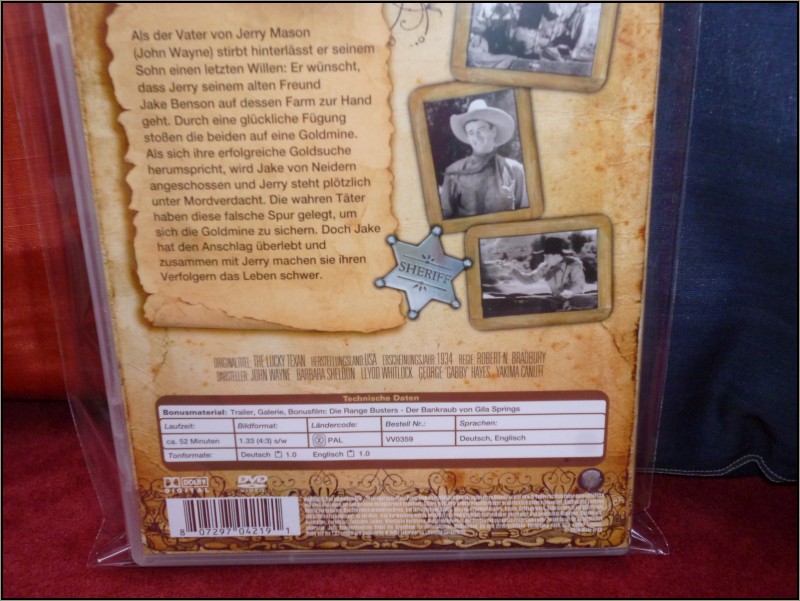 Als der Vater von Jerry Mason
(John Wayne) stirbt hinterlässt er seinem
Sohn einen letzten Willen: Er wünscht,
dass Jerry seinem alten Freund
Jake Benson auf dessen Farm zur Hand
geht. Durch eine glückliche Fügung
stoßen die beiden auf eine Goldmine.
Als sich ihre erfolgreiche Goldsuche
herumspricht, wird Jake von Neidern
angeschossen und Jerry steht plötzlich
unter Mordverdacht. Die wahren Täter
haben diese falsche Spur gelegt, um
sich die Goldmine zu sichern. Doch Jake
hat den Anschlag überlebt und
zusammen mit Jerry machen sie ihren
Verfolgern das Leben schwer.
SHERIFF
ORIGINALTITEL: THE LUCKY TEXAN HERSTELLUNGSLAND: USA ERSCHEINUNGSJAHR: 1934 REGIE: ROBERT N. BRADBURY
DARSTELLER: JOHN WAYNE BARBARA SHELDON LLYOD WHITLOCK GEORGE 'GABBY' HAYES YAKIMA CANUTT
Technische Daten
Bonusmaterial: Trailer, Galerie, Bonusfilm: Die Range Busters - Der Bankraub von Gila Springs
Laufzeit: Bildformat: Ländercode: Bestell Nr.: Sprachen:
ca. 52 Minuten 1.33 (4:3) s/w PAL VV0359 Deutsch, Englisch
Tonformate: Deutsch 1.0 Englisch 1.0
DOLBY DIGITAL DVD VIDEO
8 07297 04219 1